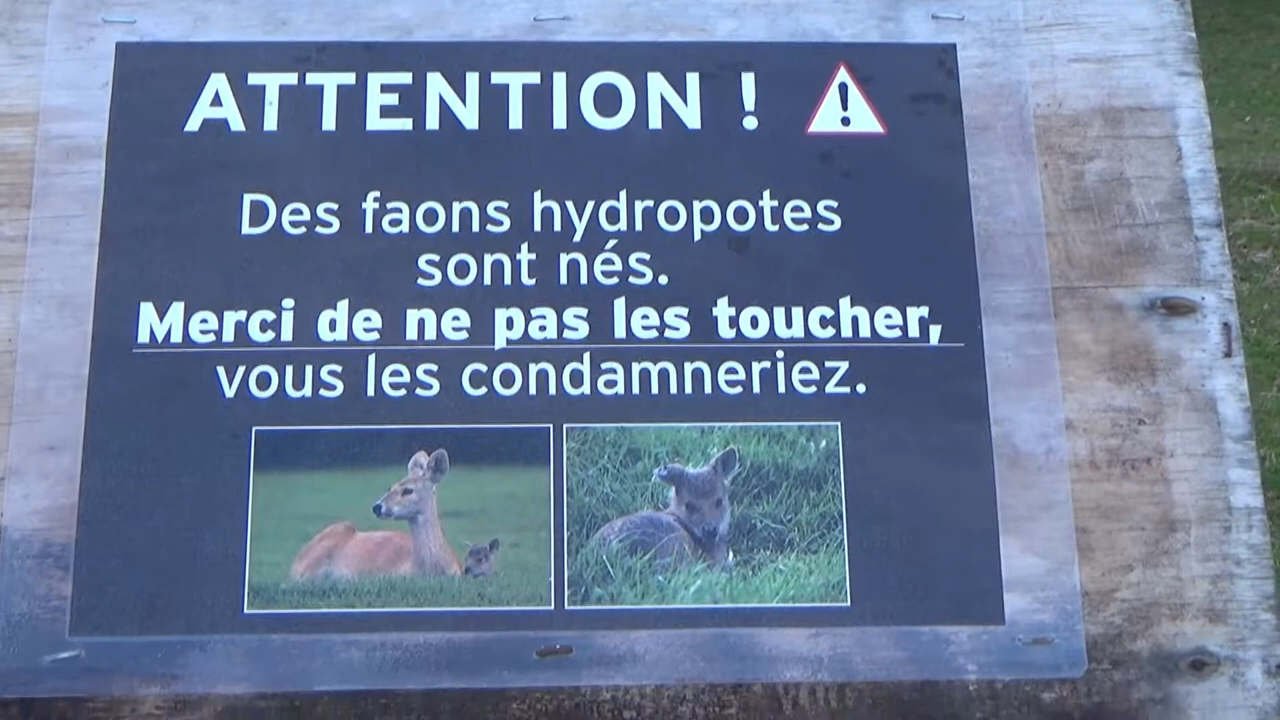 ATTENTION !
Des faons hydropotes
sont nés.
Merci de ne pas les toucher,
vous les condamneriez.